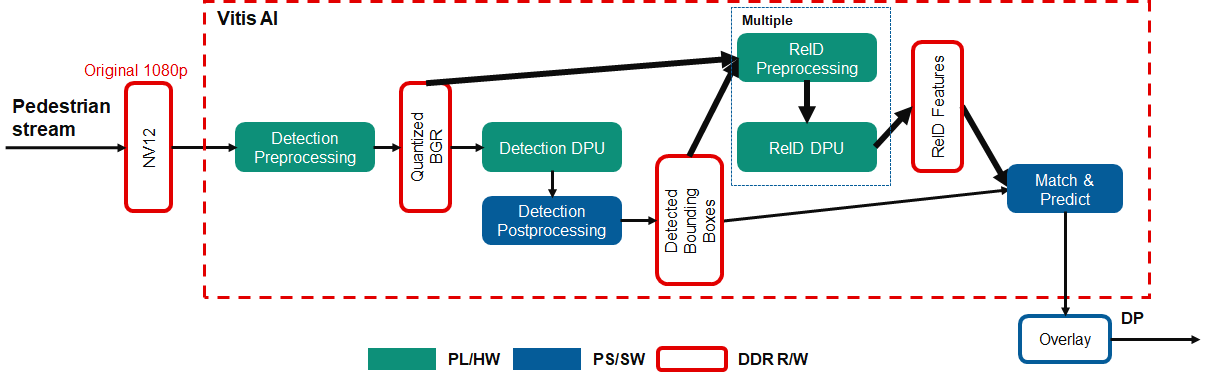 Vitis AI
Original 1080p
Pedestrian
stream
NV12
Detection
Preprocessing
Quantized
BGR
Detection DPU
Detection
Postprocessing
Detected
Bounding
Boxes
Multiple
ReID
Preprocessing
ReID DPU
ReID Features
Match &
Predict
Overlay
DP
PL/HW
PS/SW
DDR R/W